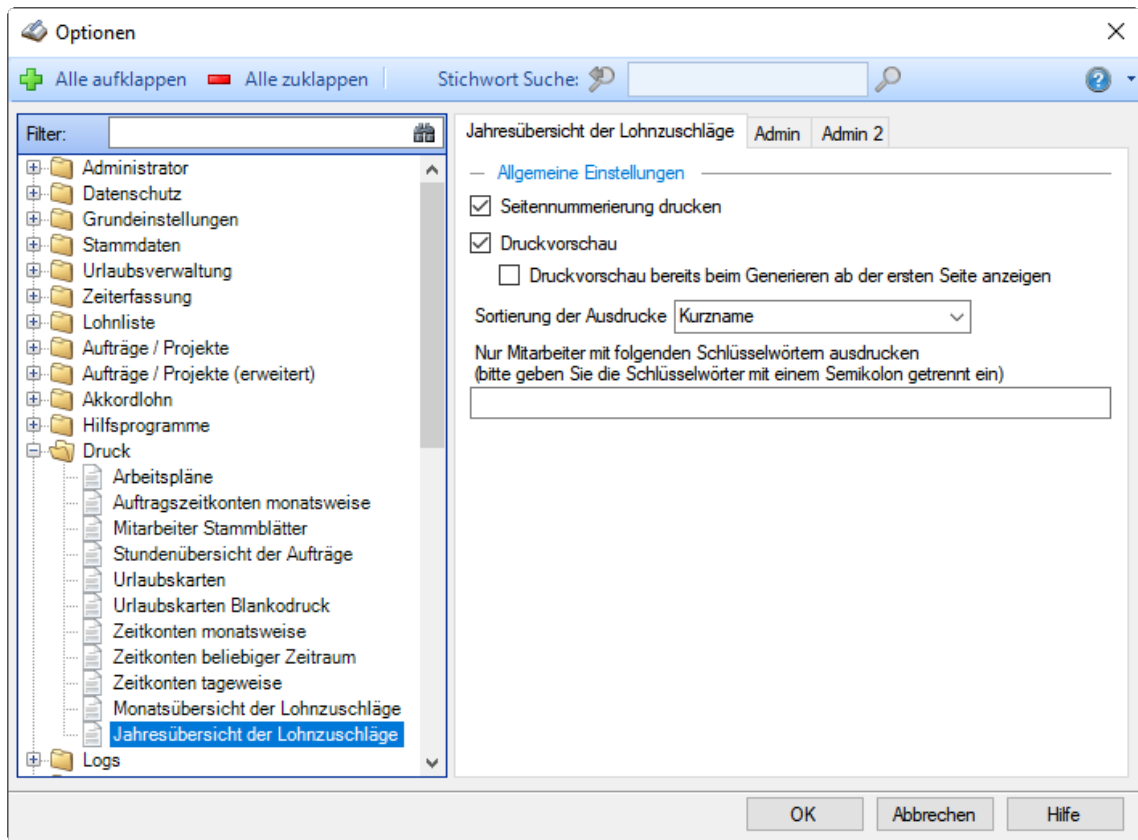 Optionen
Alle aufklappen Alle zuklappen Stichwort Suche:
Filter:
Administrator
Datenschutz
Grundeinstellungen
Stammdaten
Urlaubsverwaltung
Zeiterfassung
Lohnliste
Aufträge / Projekte
Aufträge / Projekte (erweitert)
Akkordlohn
Hilfsprogramme
Druck
Arbeitspläne
Auftragszeitkonten monatsweise
Mitarbeiter Stammblätter
Stundenübersicht der Aufträge
Urlaubskarten
Urlaubskarten Blankodruck
Zeitkonten monatsweise
Zeitkonten beliebiger Zeitraum
Zeitkonten tageweise
Monatsübersicht der Lohnzuschläge
Jahresübersicht der Lohnzuschläge
Logs
Jahresübersicht der Lohnzuschläge Admin Admin 2
Allgemeine Einstellungen
Seitennummerierung drucken
Druckvorschau
Druckvorschau bereits beim Generieren ab der ersten Seite anzeigen
Sortierung der Ausdrucke Kurzname
Nur Mitarbeiter mit folgenden Schlüsselwörtern ausdrucken
(bitte geben Sie die Schlüsselwörter mit einem Semikolon getrennt ein)
OK Abbrechen Hilfe